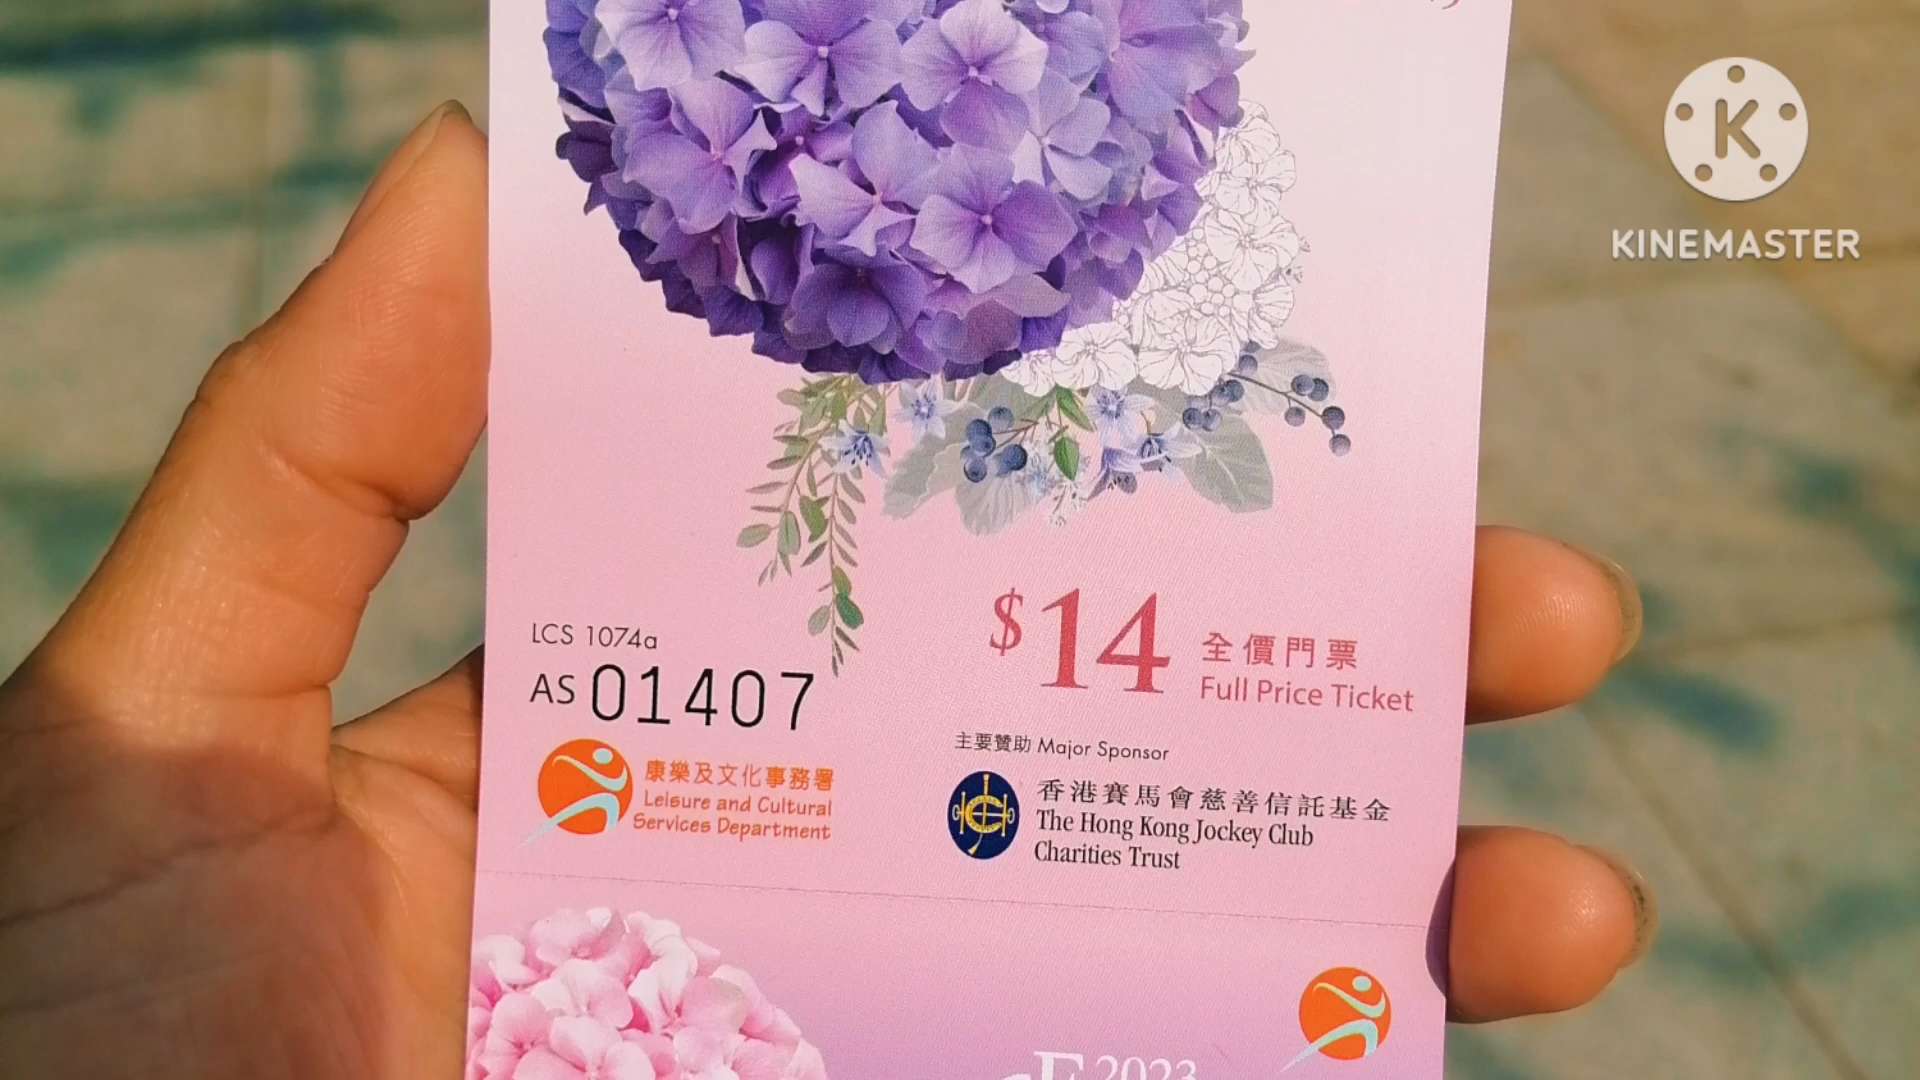 KINEMASTER
LCS 1074a
AS 01407
$14 全價門票
Full Price Ticket
康樂及文化事務署
Leisure and Cultural
Services Department
主要贊助 Major Sponsor
香港賽馬會慈善信託基金
The Hong Kong Jockey Club
Charities Trust
2023